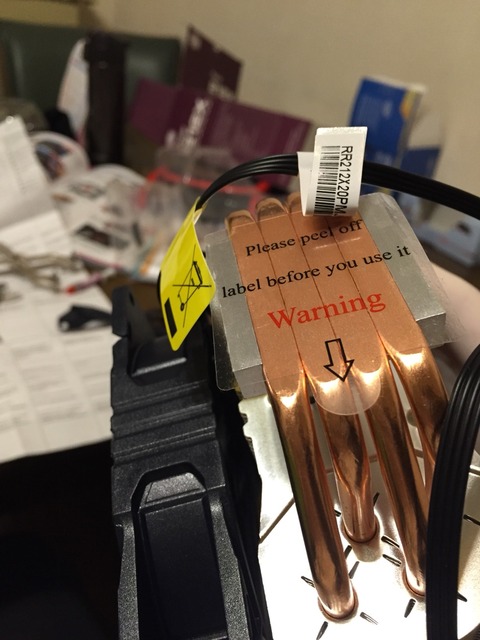 RR212X20PM
Please peel off
label before you use it
Warning